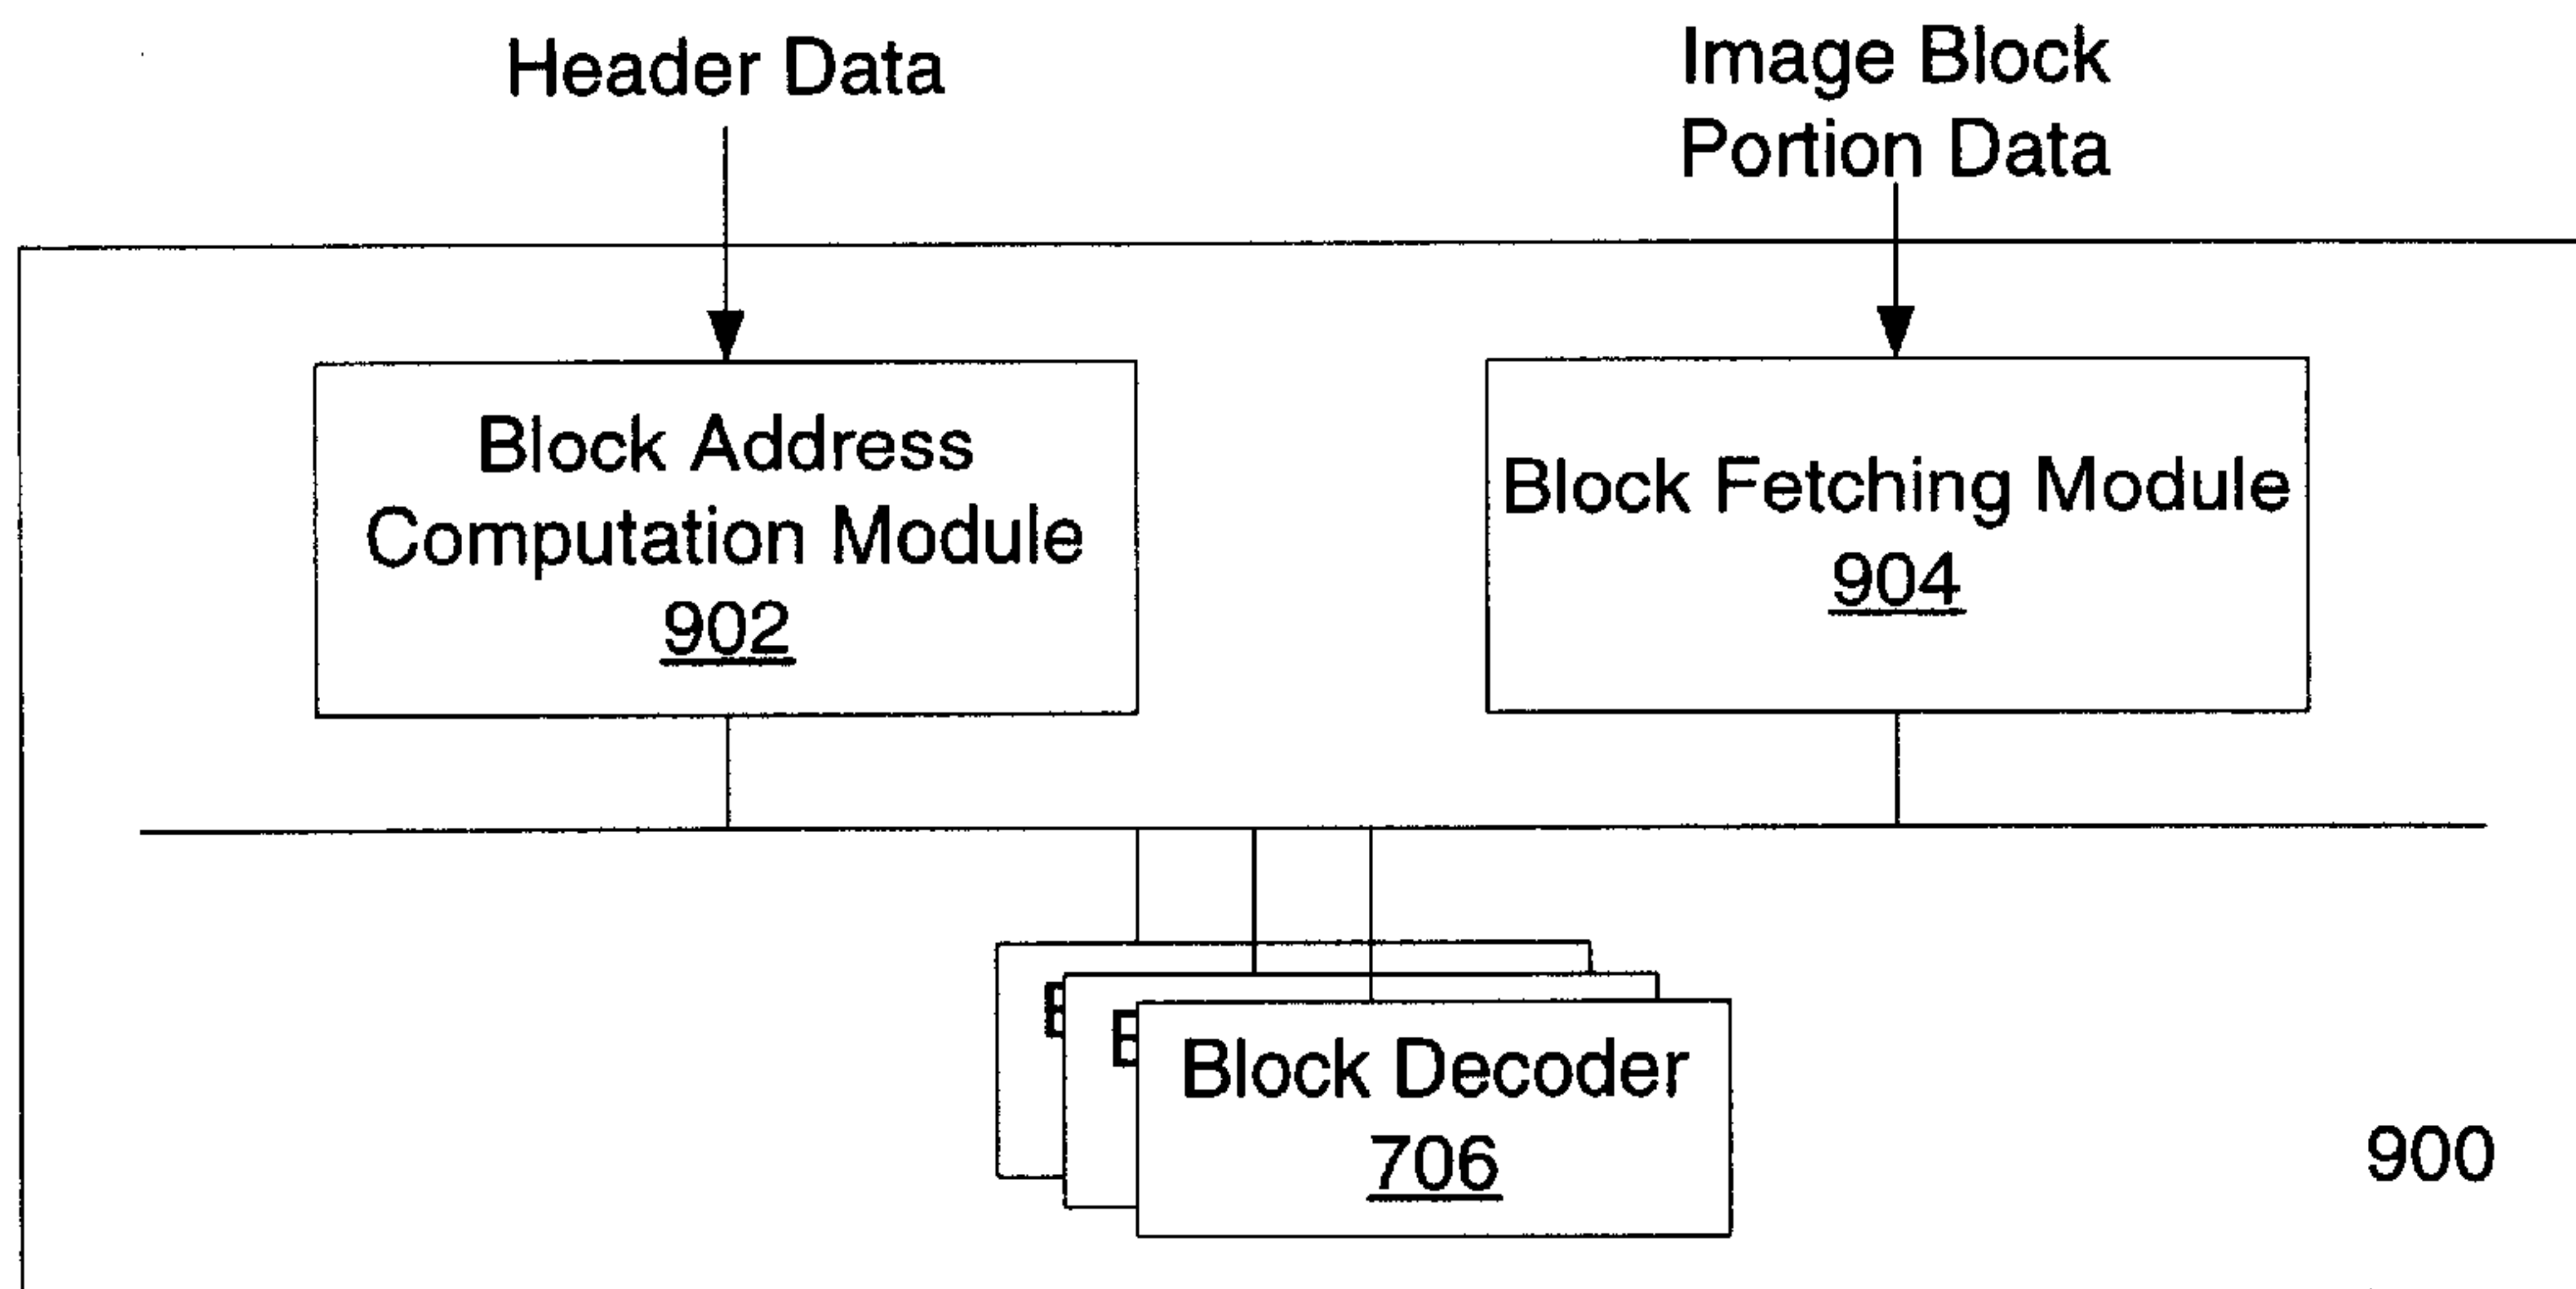 Header Data
Image Block
Portion Data
Block Address
Computation Module
902
Block Fetching Module
904
Block Decoder
706
900